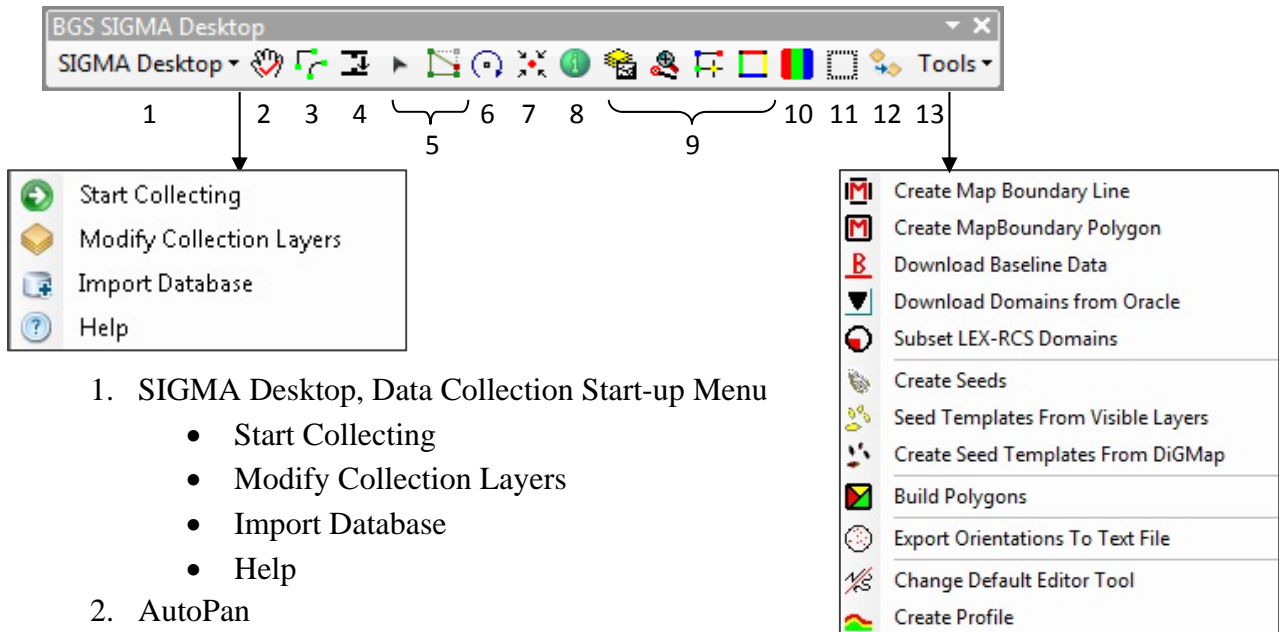 BGS SIGMA Desktop
SIGMA Desktop Tools
1 2 3 4 5 6 7 8 9 10 11 12 13
Start Collecting
Modify Collection Layers
Import Database
Help
Create Map Boundary Line
Create MapBoundary Polygon
Download Baseline Data
Download Domains from Oracle
Subset LEX-RCS Domains
Create Seeds
Seed Templates From Visible Layers
Create Seed Templates From DiGMap
Build Polygons
Export Orientations To Text File
Change Default Editor Tool
Create Profile
1. SIGMA Desktop, Data Collection Start-up Menu
• Start Collecting
• Modify Collection Layers
• Import Database
• Help
2. AutoPan